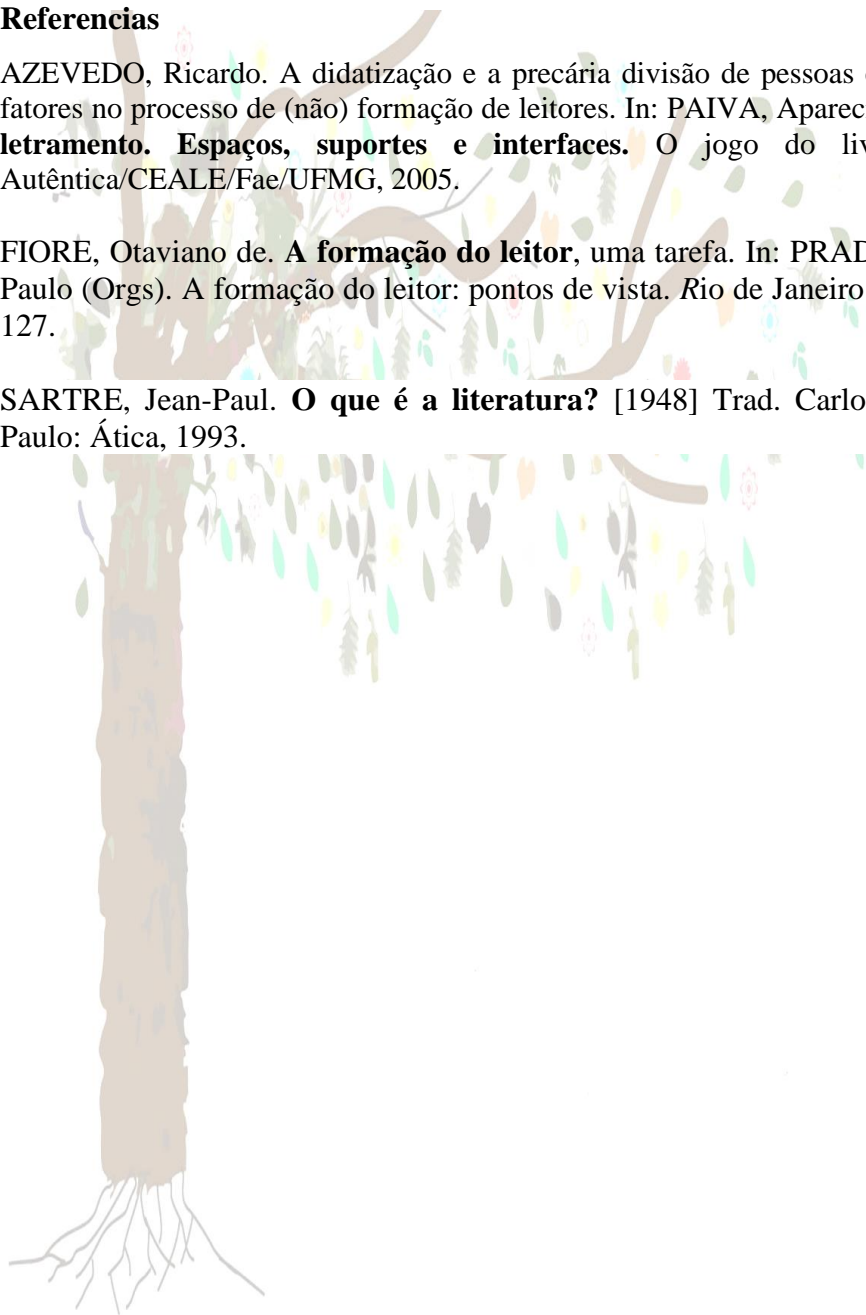 Referencias
AZEVEDO, Ricardo. A didatização e a precária divisão de pessoas
fatores no processo de (não) formação de leitores. In: PAIVA, Aparec
letramento. Espaços, suportes e interfaces. O jogo do liv
Autêntica/CEALE/Fae/UFMG, 2005.
FIORE, Otaviano de. A formação do leitor, uma tarefa. In: PRAD
Paulo (Orgs). A formação do leitor: pontos de vista. Rio de Janeiro
127.
SARTRE, Jean-Paul. O que é a literatura? [1948] Trad. Carlo
Paulo: Ática, 1993.